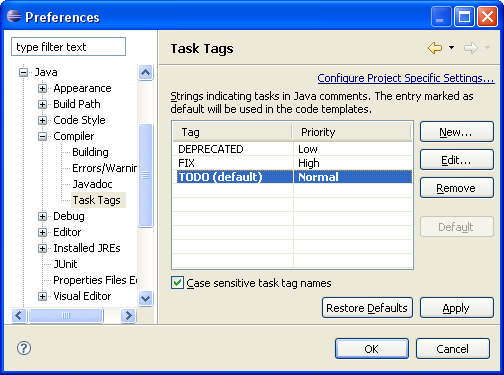 Preferences
type filter text
Task Tags
Java
Appearance
Build Path
Code Style
Compiler
Building
Errors/Warnin
Javadoc
Task Tags
Debug
Editor
Installed JREs
JUnit
Properties Files E
Visual Editor
Configure Project Specific Settings...
Strings indicating tasks in Java comments. The entry marked as
default will be used in the code templates.
Tag Priority
DEPRECATED Low
FIX High
TODO (default) Normal
New...
Edit...
Remove
Default
Case sensitive task tag names
Restore Defaults Apply
? OK Cancel